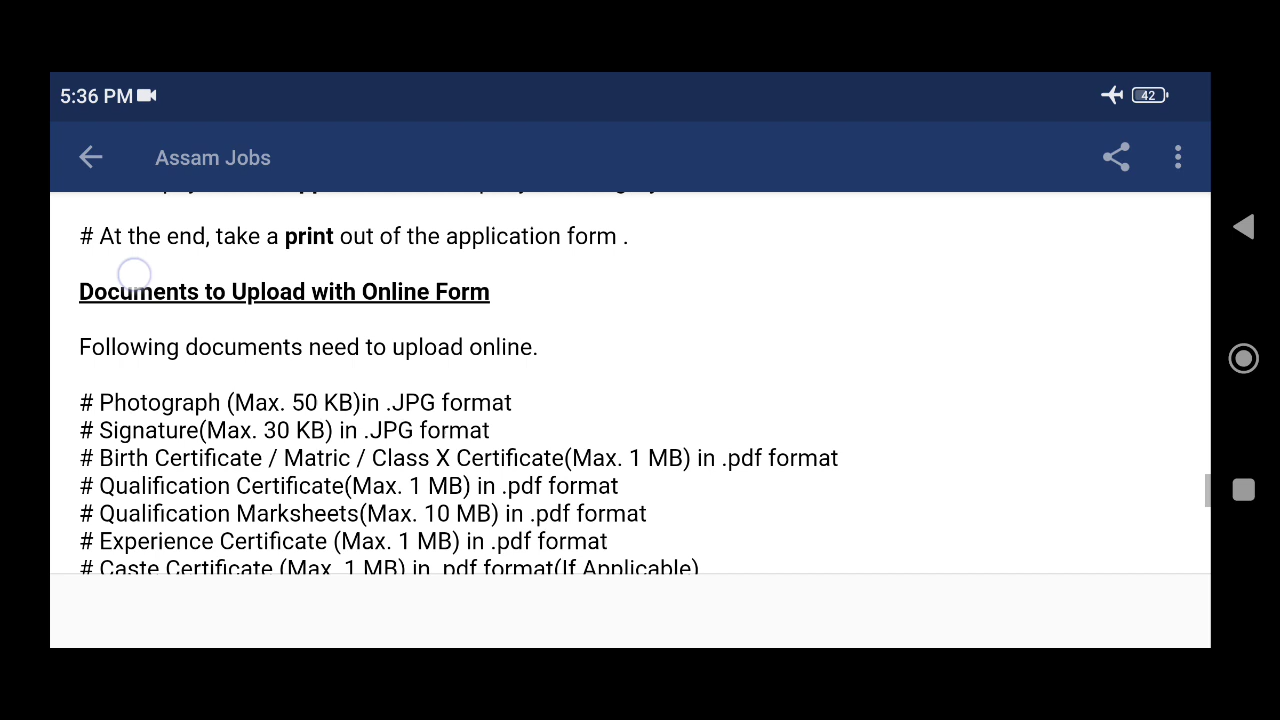 5:36 PM
42
Assam Jobs
# At the end, take a print out of the application form .
Documents to Upload with Online Form
Following documents need to upload online.
# Photograph (Max. 50 KB)in .JPG format
# Signature(Max. 30 KB) in .JPG format
# Birth Certificate / Matric / Class X Certificate(Max. 1 MB) in .pdf format
# Qualification Certificate(Max. 1 MB) in .pdf format
# Qualification Marksheets(Max. 10 MB) in .pdf format
# Experience Certificate (Max. 1 MB) in .pdf format
# Caste Certificate (Max. 1 MB) in .pdf format(If Applicable)